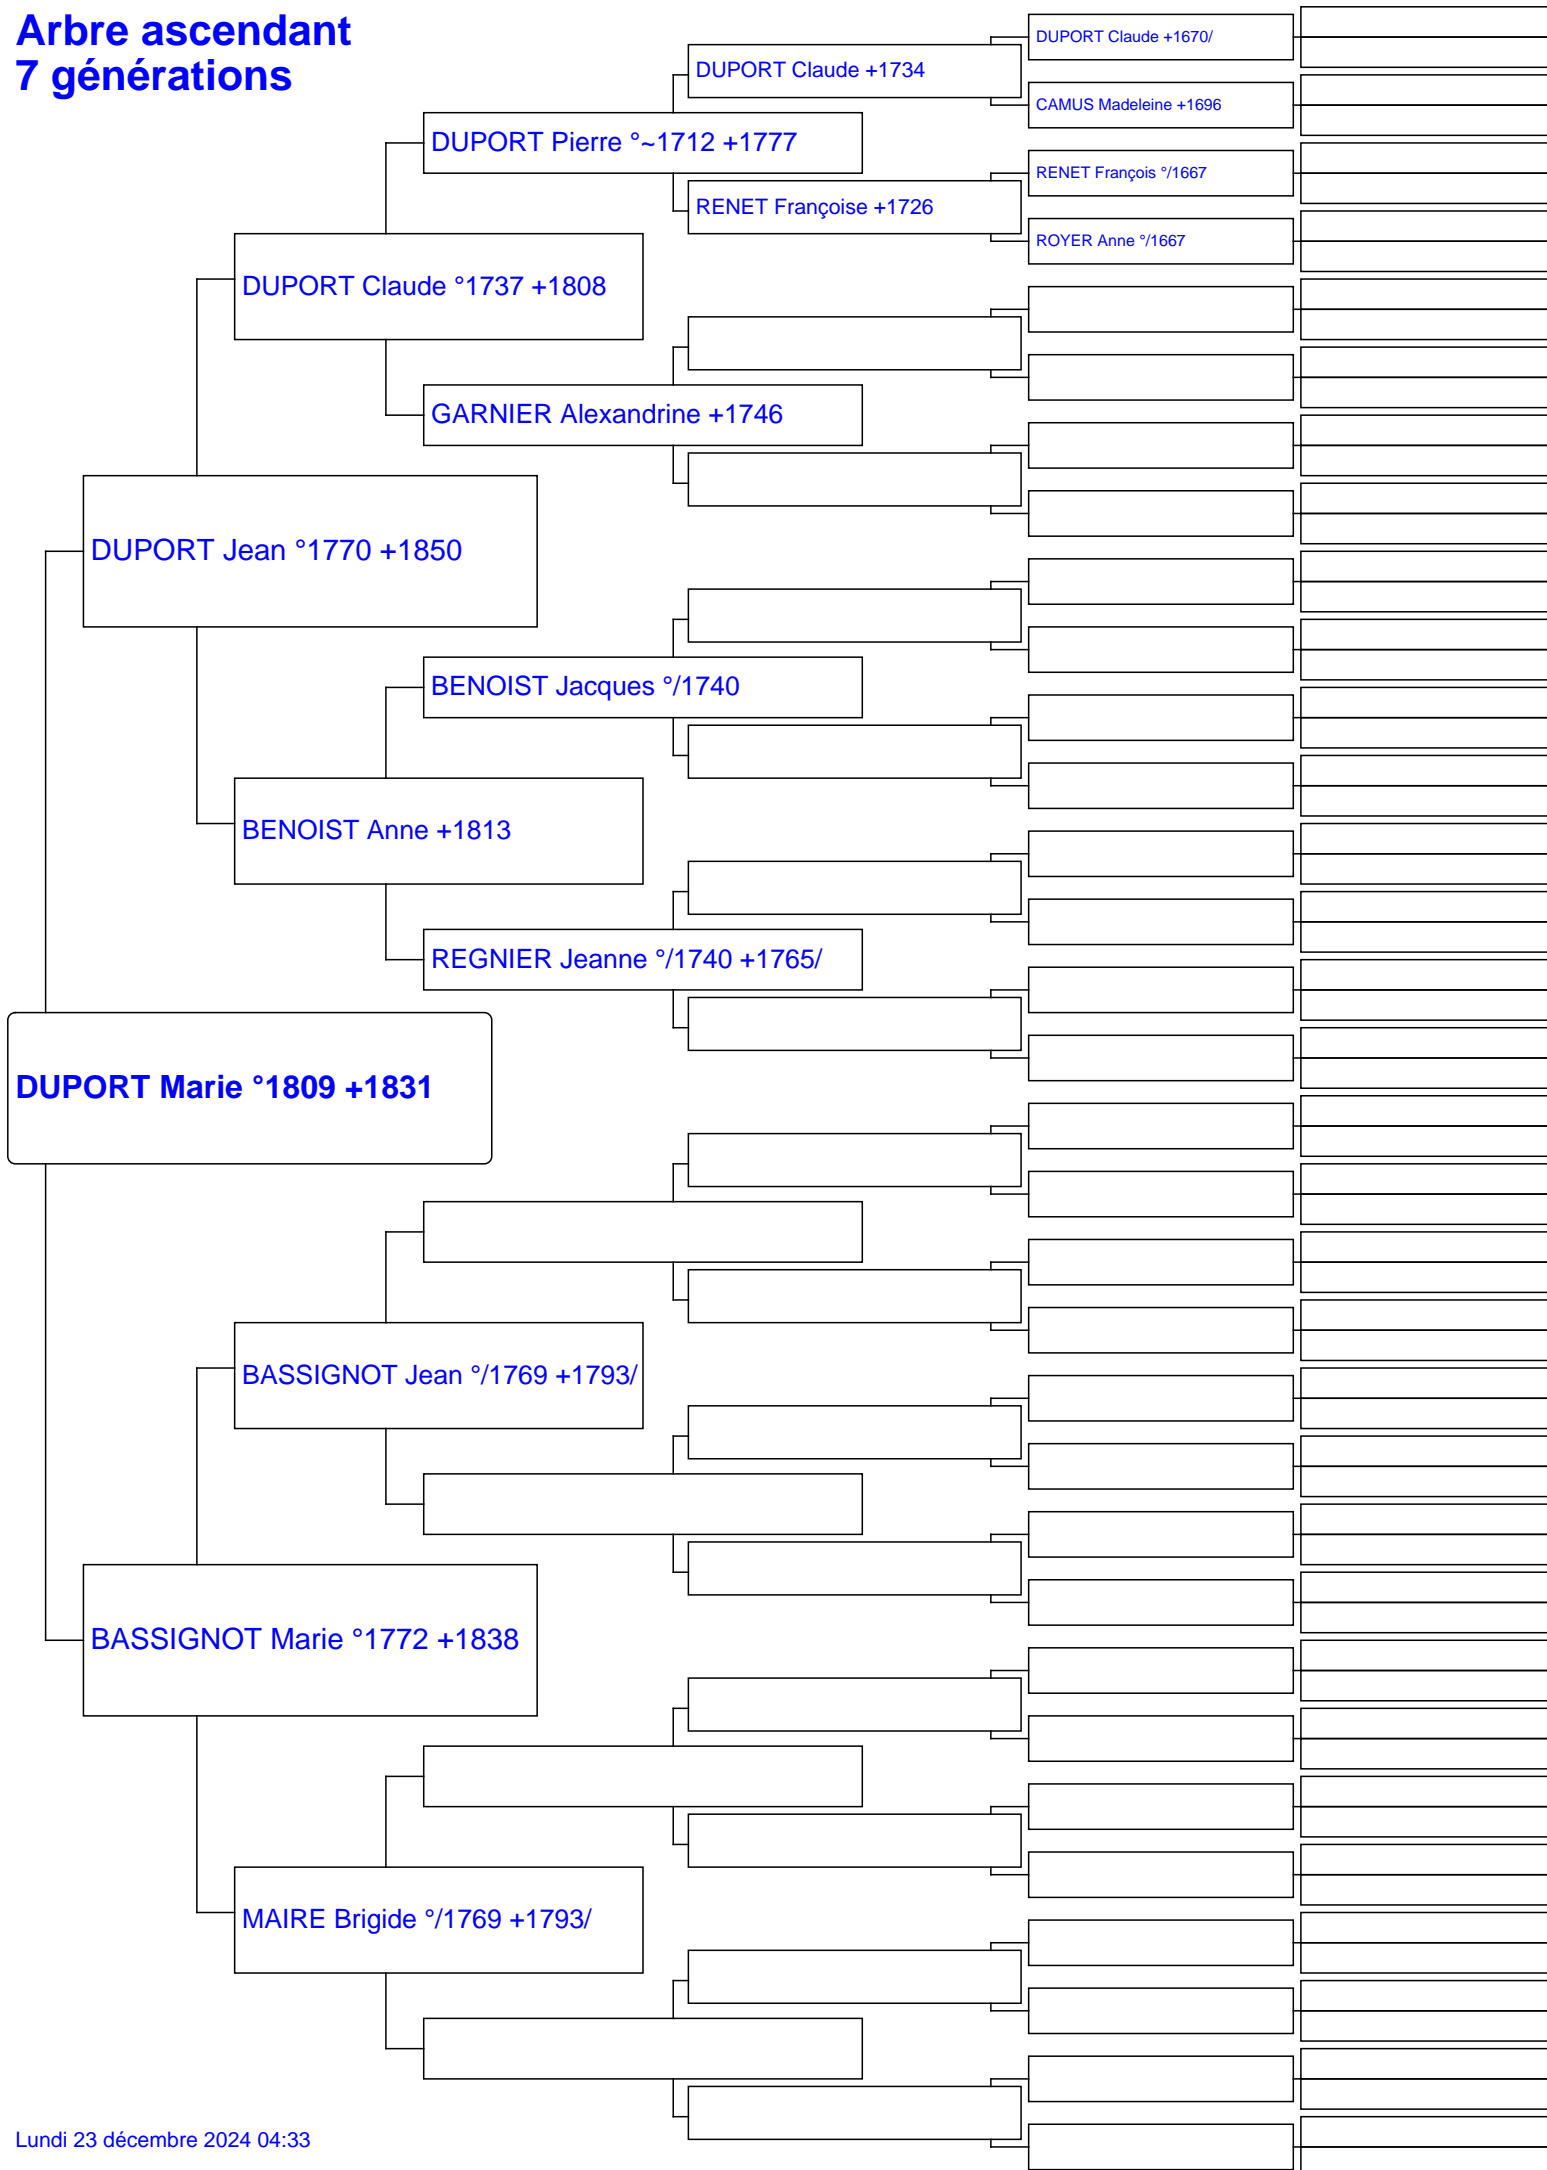 Arbre ascendant
7 générations
DUPORT Claude +1670/
DUPORT Claude +1734
CAMUS Madeleine +1696
DUPORT Pierre °~1712 +1777
RENET François °/1667
RENET Françoise +1726
ROYER Anne °/1667
DUPORT Claude °1737 +1808
GARNIER Alexandrine +1746
DUPORT Jean °1770 +1850
BENOIST Jacques °/1740
BENOIST Anne +1813
REGNIER Jeanne °/1740 +1765/
DUPORT Marie °1809 +1831
BASSIGNOT Jean °/1769 +1793/
BASSIGNOT Marie °1772 +1838
MAIRE Brigide °/1769 +1793/
Lundi 23 décembre 2024 04:33